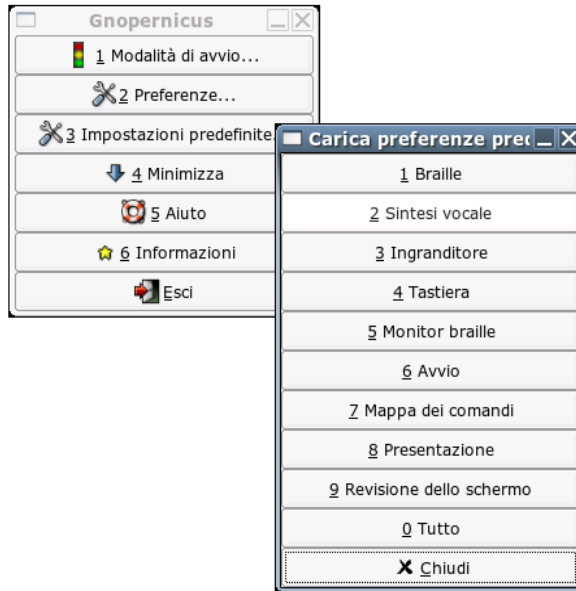 Gnopernicus
1 Modalità di avvio...
2 Preferenze...
3 Impostazioni predefinite
4 Minimizza
5 Aiuto
6 Informazioni
Esci
Carica preferenze pre
1 Braille
2 Sintesi vocale
3 Ingranditore
4 Tastiera
5 Monitor braille
6 Avvio
7 Mappa dei comandi
8 Presentazione
9 Revisione dello schermo
0 Tutto
Chiudi